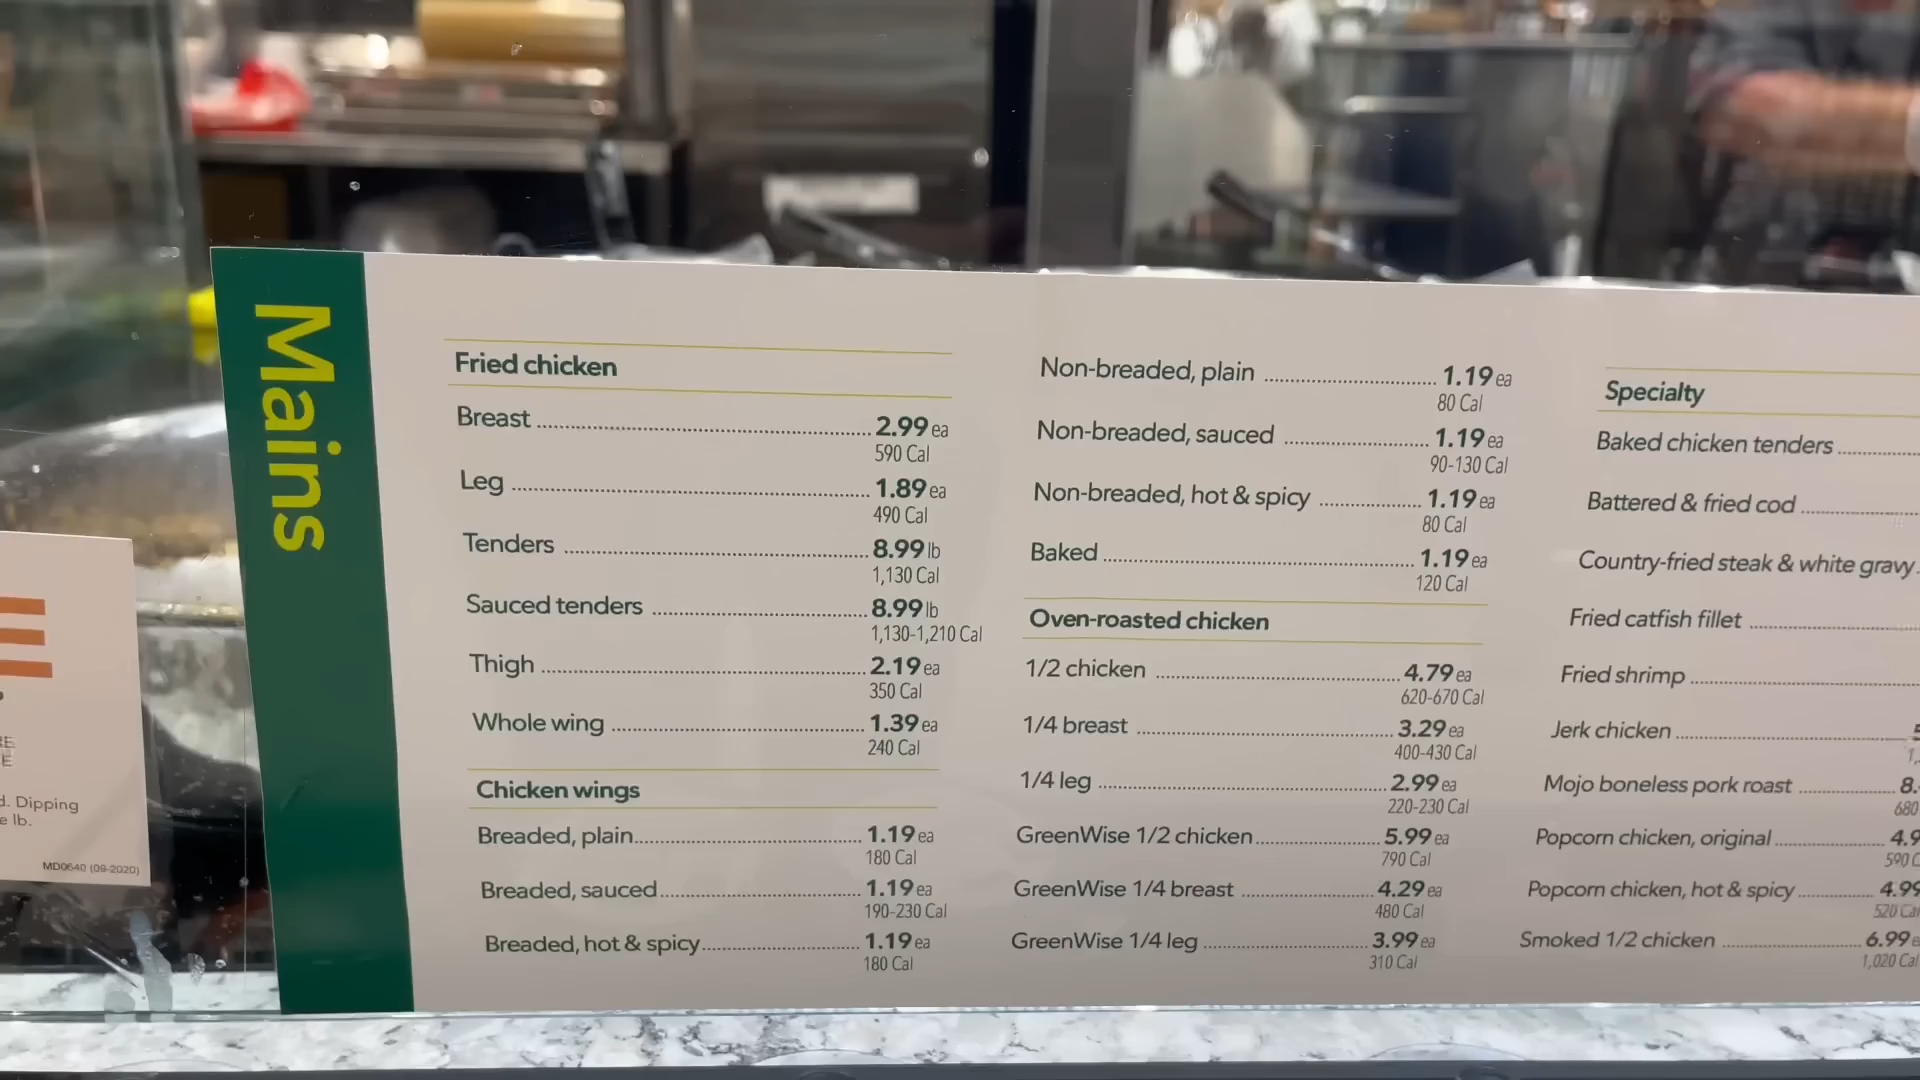 Mains
Fried chicken
Breast 2.99 ea
590 Cal
Leg 1.89 ea
490 Cal
Tenders 8.99 lb
1,130 Cal
Sauced tenders 8.99 lb
1,130-1,210 Cal
Thigh 2.19 ea
350 Cal
Whole wing 1.39 ea
240 Cal
Chicken wings
Breaded, plain 1.19 ea
180 Cal
Breaded, sauced 1.19 ea
190-230 Cal
Breaded, hot & spicy 1.19 ea
180 Cal
Non-breaded, plain 1.19 ea
80 Cal
Non-breaded, sauced 1.19 ea
90-130 Cal
Non-breaded, hot & spicy 1.19 ea
80 Cal
Baked 1.19 ea
120 Cal
Oven-roasted chicken
1/2 chicken 4.79 ea
620-670 Cal
1/4 breast 3.29 ea
400-430 Cal
1/4 leg 2.99 ea
220-230 Cal
GreenWise 1/2 chicken 5.99 ea
790 Cal
GreenWise 1/4 breast 4.29 ea
480 Cal
GreenWise 1/4 leg 3.99 ea
310 Cal
Specialty
Baked chicken tenders
Battered & fried cod
Country-fried steak & white gravy
Fried catfish fillet
Fried shrimp
Jerk chicken
Mojo boneless pork roast 8.
680
Popcorn chicken, original 4.9
590 C
Popcorn chicken, hot & spicy 4.99
520 Cal
Smoked 1/2 chicken 6.99
1,020 Cal
d. Dipping
e lb.
MD0640 (09-2020)